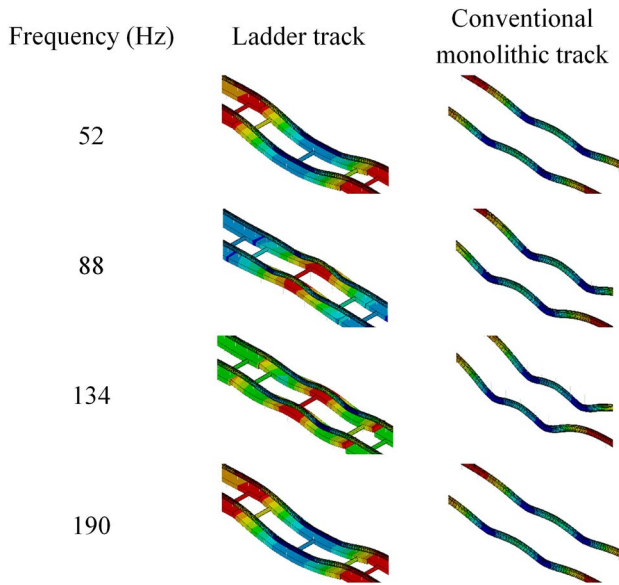 Frequency (Hz)
Ladder track
Conventional
monolithic track
52
88
134
190